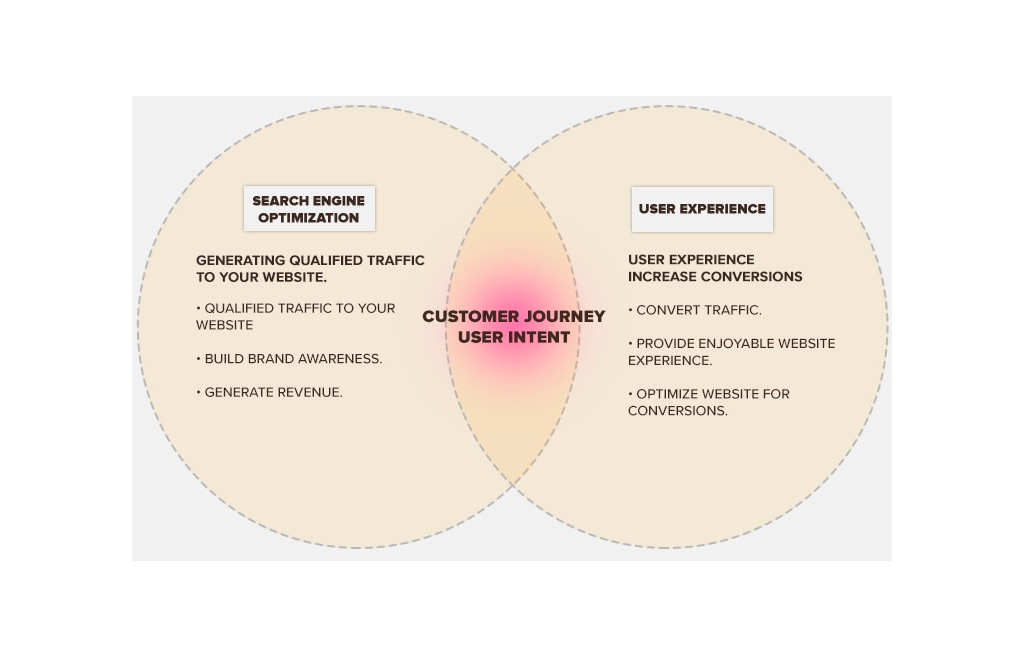 SEARCH ENGINE
OPTIMIZATION
GENERATING QUALIFIED TRAFFIC
TO YOUR WEBSITE.
• QUALIFIED TRAFFIC TO YOUR
WEBSITE
• BUILD BRAND AWARENESS.
• GENERATE REVENUE.
CUSTOMER JOURNEY
USER INTENT
USER EXPERIENCE
USER EXPERIENCE
INCREASE CONVERSIONS
• CONVERT TRAFFIC.
• PROVIDE ENJOYABLE WEBSITE
EXPERIENCE.
• OPTIMIZE WEBSITE FOR
CONVERSIONS.